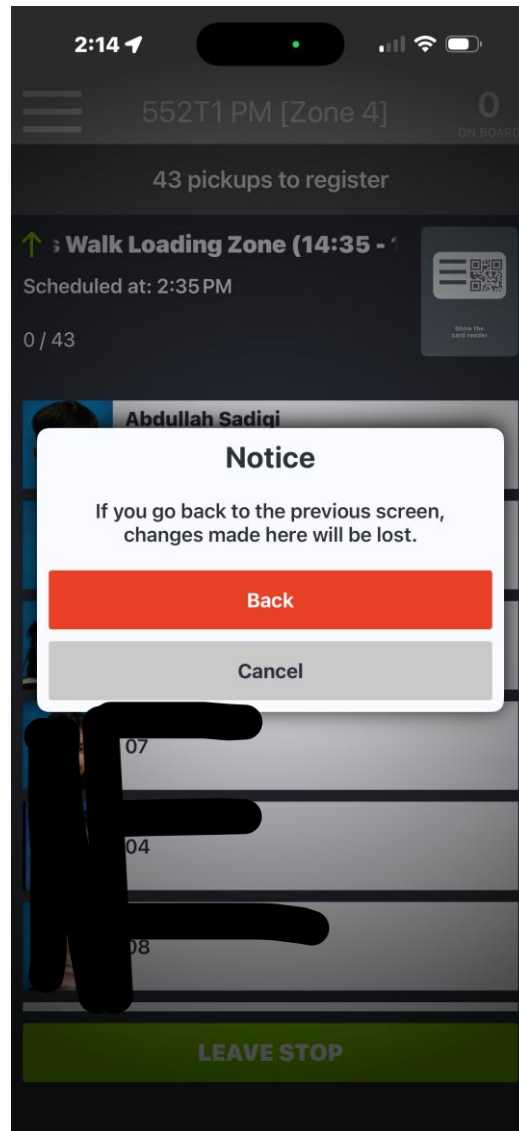 2:14
552T1 PM [Zone 4]
0
ON BOARD
43 pickups to register
s Walk Loading Zone (14:35 - 1
Scheduled at: 2:35 PM
0 / 43
Show the
card reader
Abdullah Sadiqi
Notice
If you go back to the previous screen,
changes made here will be lost.
Back
Cancel
07
04
08
LEAVE STOP